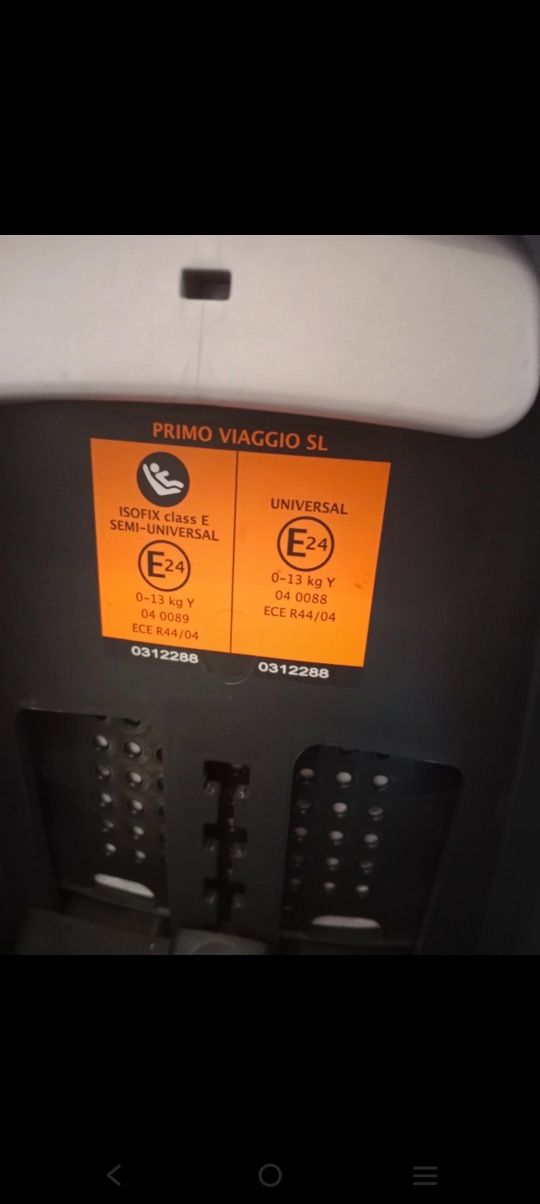 PRIMO VIAGGIO SL
ISOFIX class E
SEMI-UNIVERSAL
E24
0-13 kg Y
04 0089
ECE R44/04
0312288
UNIVERSAL
E24
0-13 kg Y
04 0088
ECE R44/04
0312288